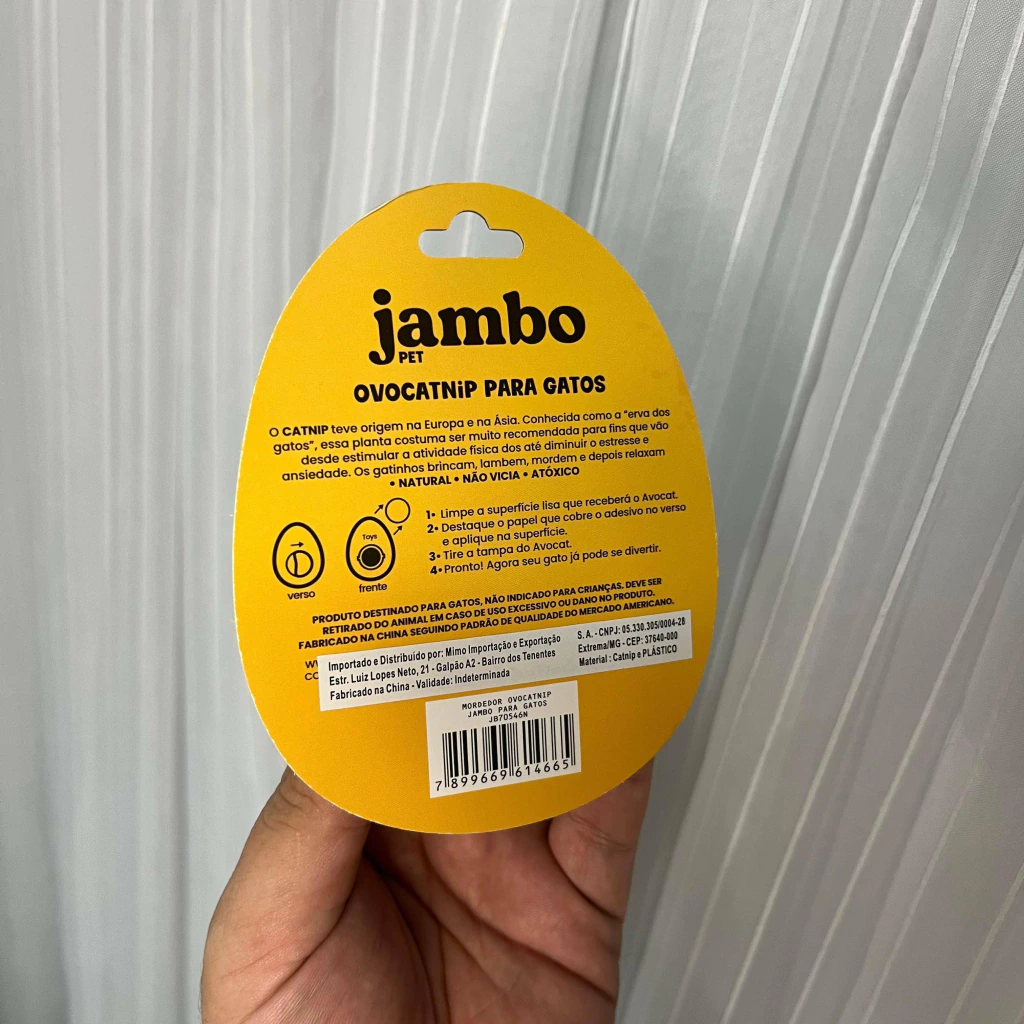 jambo
PET
OVOCATNiP PARA GATOS
O CATNIP teve origem na Europa e na Ásia. Conhecida como a "erva dos
gatos", essa planta costuma ser muito recomendada para fins que vão
desde estimular a atividade física dos até diminuir o estresse e
ansiedade. Os gatinhos brincam, lambem, mordem e depois relaxam
• NATURAL • NÃO VICIA • ATÓXICO
1• Limpe a superfície lisa que receberá o Avocat.
2• Destaque o papel que cobre o adesivo no verso
e aplique na superfície.
3• Tire a tampa do Avocat.
4• Pronto! Agora seu gato já pode se divertir.
Toys
verso
frente
PRODUTO DESTINADO PARA GATOS, NÃO INDICADO PARA CRIANÇAS. DEVE SER
RETIRADO DO ANIMAL EM CASO DE USO EXCESSIVO OU DANO NO PRODUTO.
FABRICADO NA CHINA SEGUINDO PADRÃO DE QUALIDADE DO MERCADO AMERICANO.
Importado e Distribuido por: Mimo Importação e Exportação S.A. - CNPJ: 05.330.305/0004-28
Estr. Luiz Lopes Neto, 21 - Galpão A2 - Bairro dos Tenentes Extrema/MG - CEP: 37640-000
Fabricado na China - Validade: Indeterminada Material : Catnip e PLÁSTICO
MORDEDOR OVOCATNIP
JAMBO PARA GATOS
JB70546N
7 899669 614665